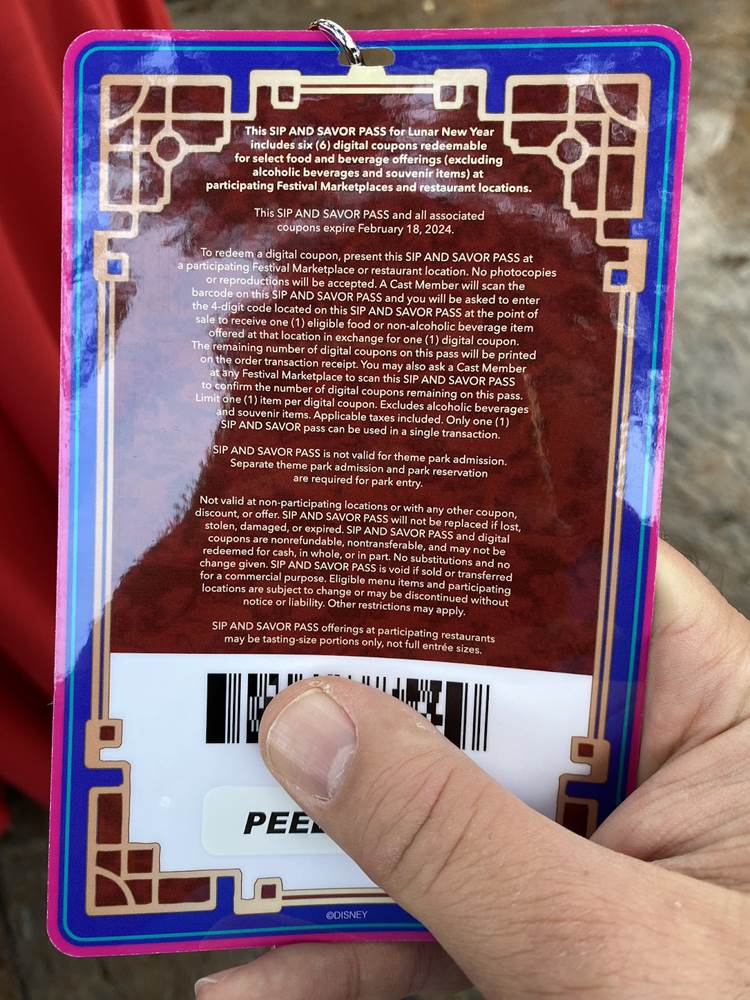 This SIP AND SAVOR PASS for Lunar New Year
includes six (6) digital coupons redeemable
for select food and beverage offerings (excluding
alcoholic beverages and souvenir items) at
participating Festival Marketplaces and restaurant locations.
This SIP AND SAVOR PASS and all associated
coupons expire February 18, 2024.
To redeem a digital coupon, present this SIP AND SAVOR PASS at
a participating Festival Marketplace or restaurant location. No photocopies
or reproductions will be accepted. A Cast Member will scan the
barcode on this SIP AND SAVOR PASS and you will be asked to enter
the 4-digit code located on this SIP AND SAVOR PASS at the point of
sale to receive one (1) eligible food or non-alcoholic beverage item
offered at that location in exchange for one (1) digital coupon.
The remaining number of digital coupons on this pass will be printed
on the order transaction receipt. You may also ask a Cast Member
at any Festival Marketplace to scan this SIP AND SAVOR PASS
to confirm the number of digital coupons remaining on this pass.
Limit one (1) item per digital coupon. Excludes alcoholic beverages
and souvenir items. Applicable taxes included. Only one (1)
SIP AND SAVOR pass can be used in a single transaction.
SIP AND SAVOR PASS is not valid for theme park admission.
Separate theme park admission and park reservation
are required for park entry.
Not valid at non-participating locations or with any other coupon,
discount, or offer. SIP AND SAVOR PASS will not be replaced if lost,
stolen, damaged, or expired. SIP AND SAVOR PASS and digital
coupons are nonrefundable, nontransferable, and may not be
redeemed for cash, in whole, or in part. No substitutions and no
change given. SIP AND SAVOR PASS is void if sold or transferred
for a commercial purpose. Eligible menu items and participating
locations are subject to change or may be discontinued without
notice or liability. Other restrictions may apply.
SIP AND SAVOR PASS offerings at participating restaurants
may be tasting-size portions only, not full entrée sizes.
©DISNEY